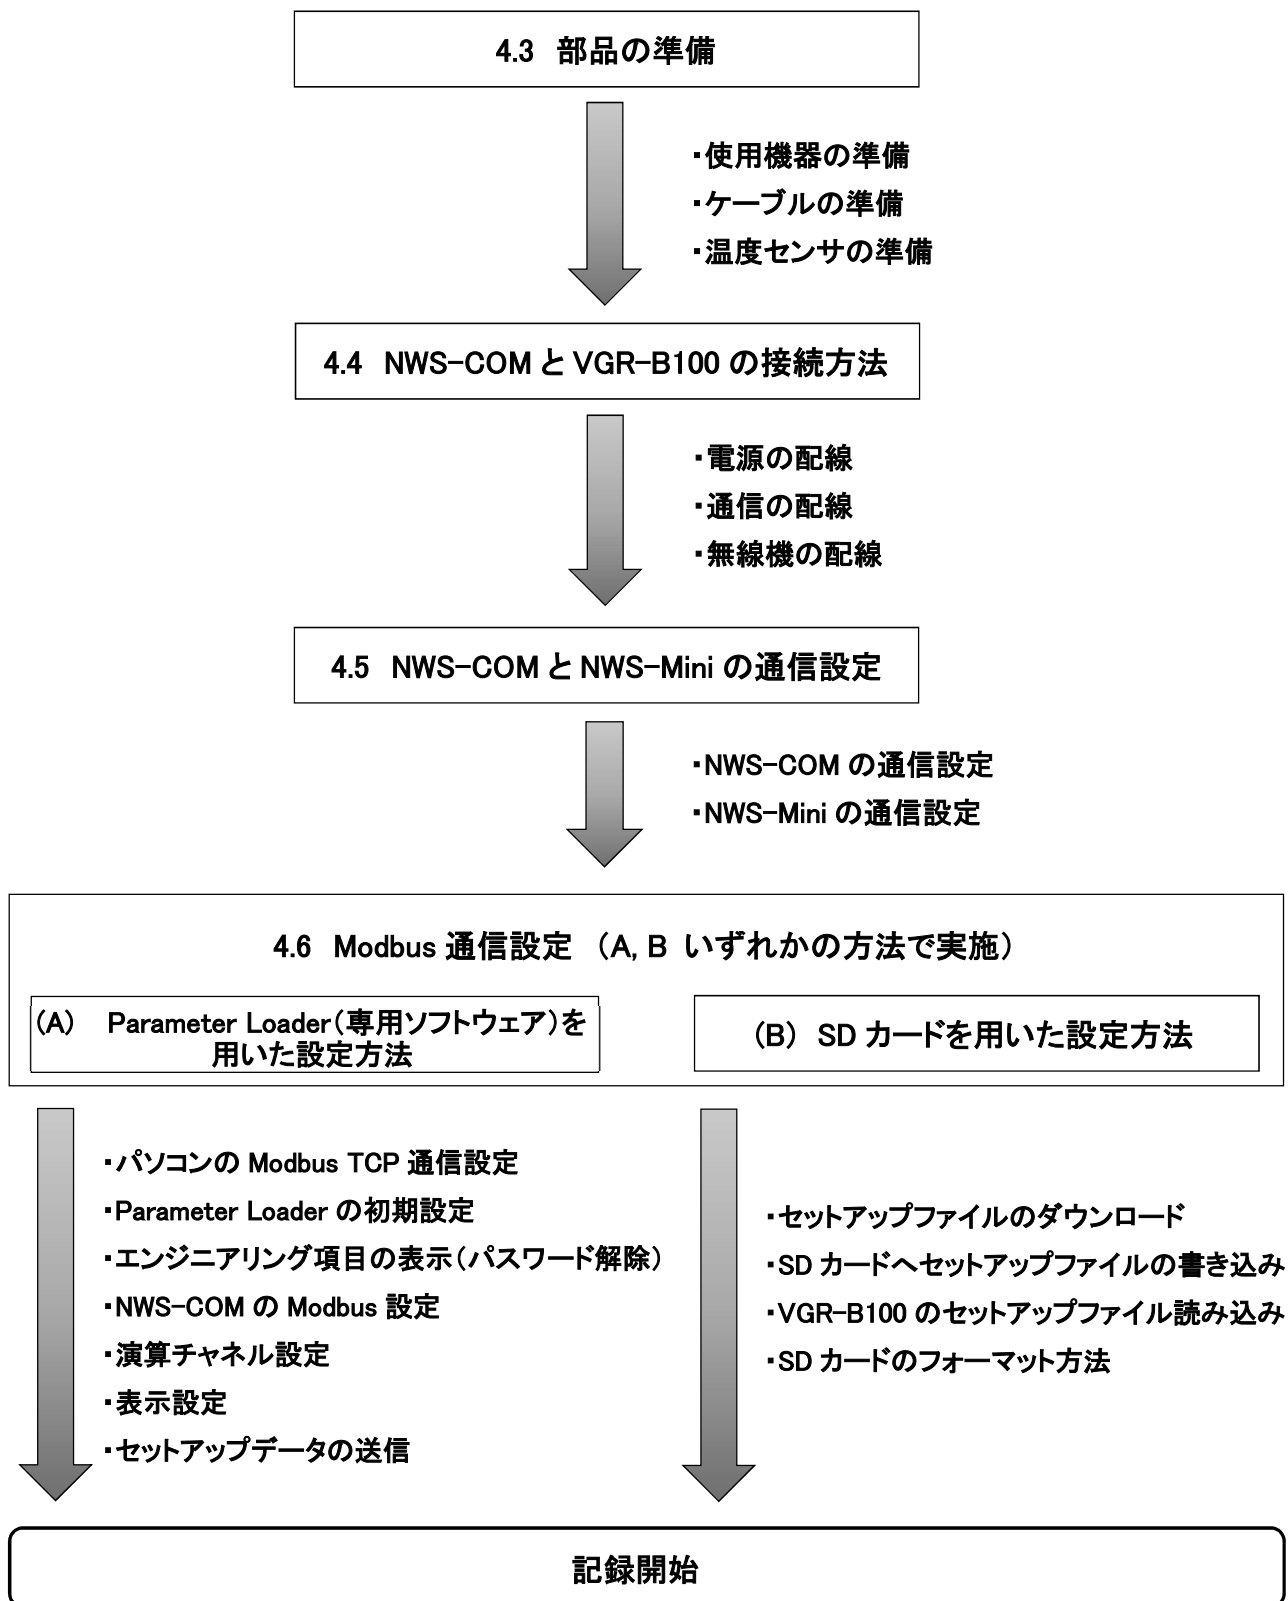 4.3 部品の準備
・使用機器の準備
・ケーブルの準備
・温度センサの準備
4.4 NWS-COM と VGR-B100 の接続方法
・電源の配線
・通信の配線
・無線機の配線
4.5 NWS-COM と NWS-Mini の通信設定
・NWS-COM の通信設定
・NWS-Mini の通信設定
4.6 Modbus 通信設定 (A, B いずれかの方法で実施)
(A) Parameter Loader(専用ソフトウェア)を
用いた設定方法
(B) SD カードを用いた設定方法
・パソコンの Modbus TCP 通信設定
・Parameter Loader の初期設定
・エンジニアリング項目の表示(パスワード解除)
・NWS-COM の Modbus 設定
・演算チャネル設定
・表示設定
・セットアップデータの送信
・セットアップファイルのダウンロード
・SD カードへセットアップファイルの書き込み
・VGR-B100 のセットアップファイル読み込み
・SD カードのフォーマット方法
記録開始